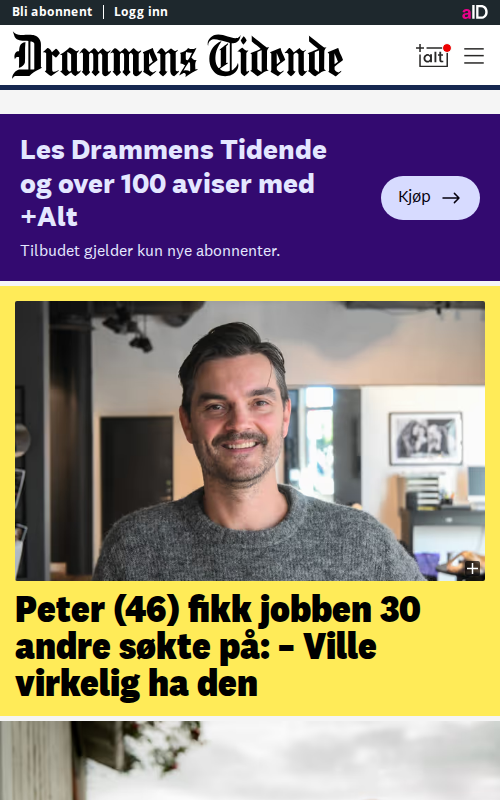 Bli abonnent
Logg inn
aID
Drammens Tidende
+alt
Les Drammens Tidende
og over 100 aviser med
+Alt
Tilbudet gjelder kun nye abonnenter.
Kjøp
Peter (46) fikk jobben 30
andre søkte på: – Ville
virkelig ha den